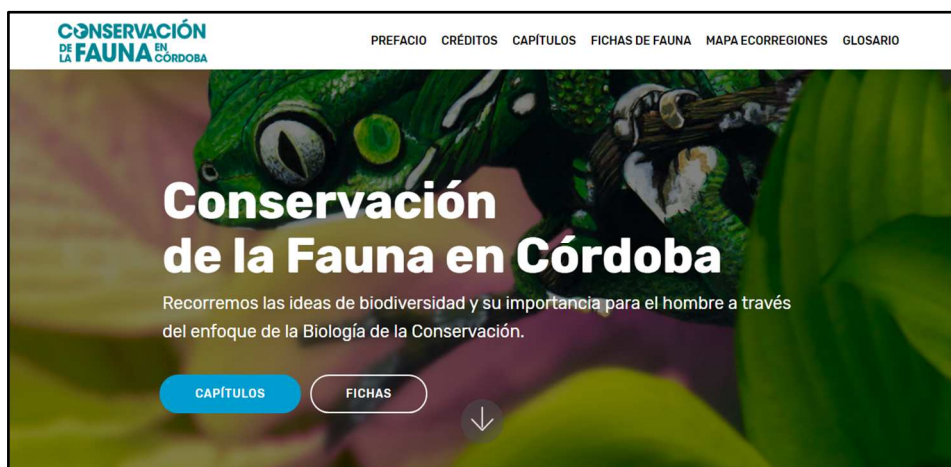 CONSERVACIÓN
DE LA FAUNA EN CÓRDOBA
PREFACIO CRÉDITOS CAPÍTULOS FICHAS DE FAUNA MAPA ECORREGIONES GLOSARIO
Conservación
de la Fauna en Córdoba
Recorremos las ideas de biodiversidad y su importancia para el hombre a través
del enfoque de la Biología de la Conservación.
CAPÍTULOS FICHAS